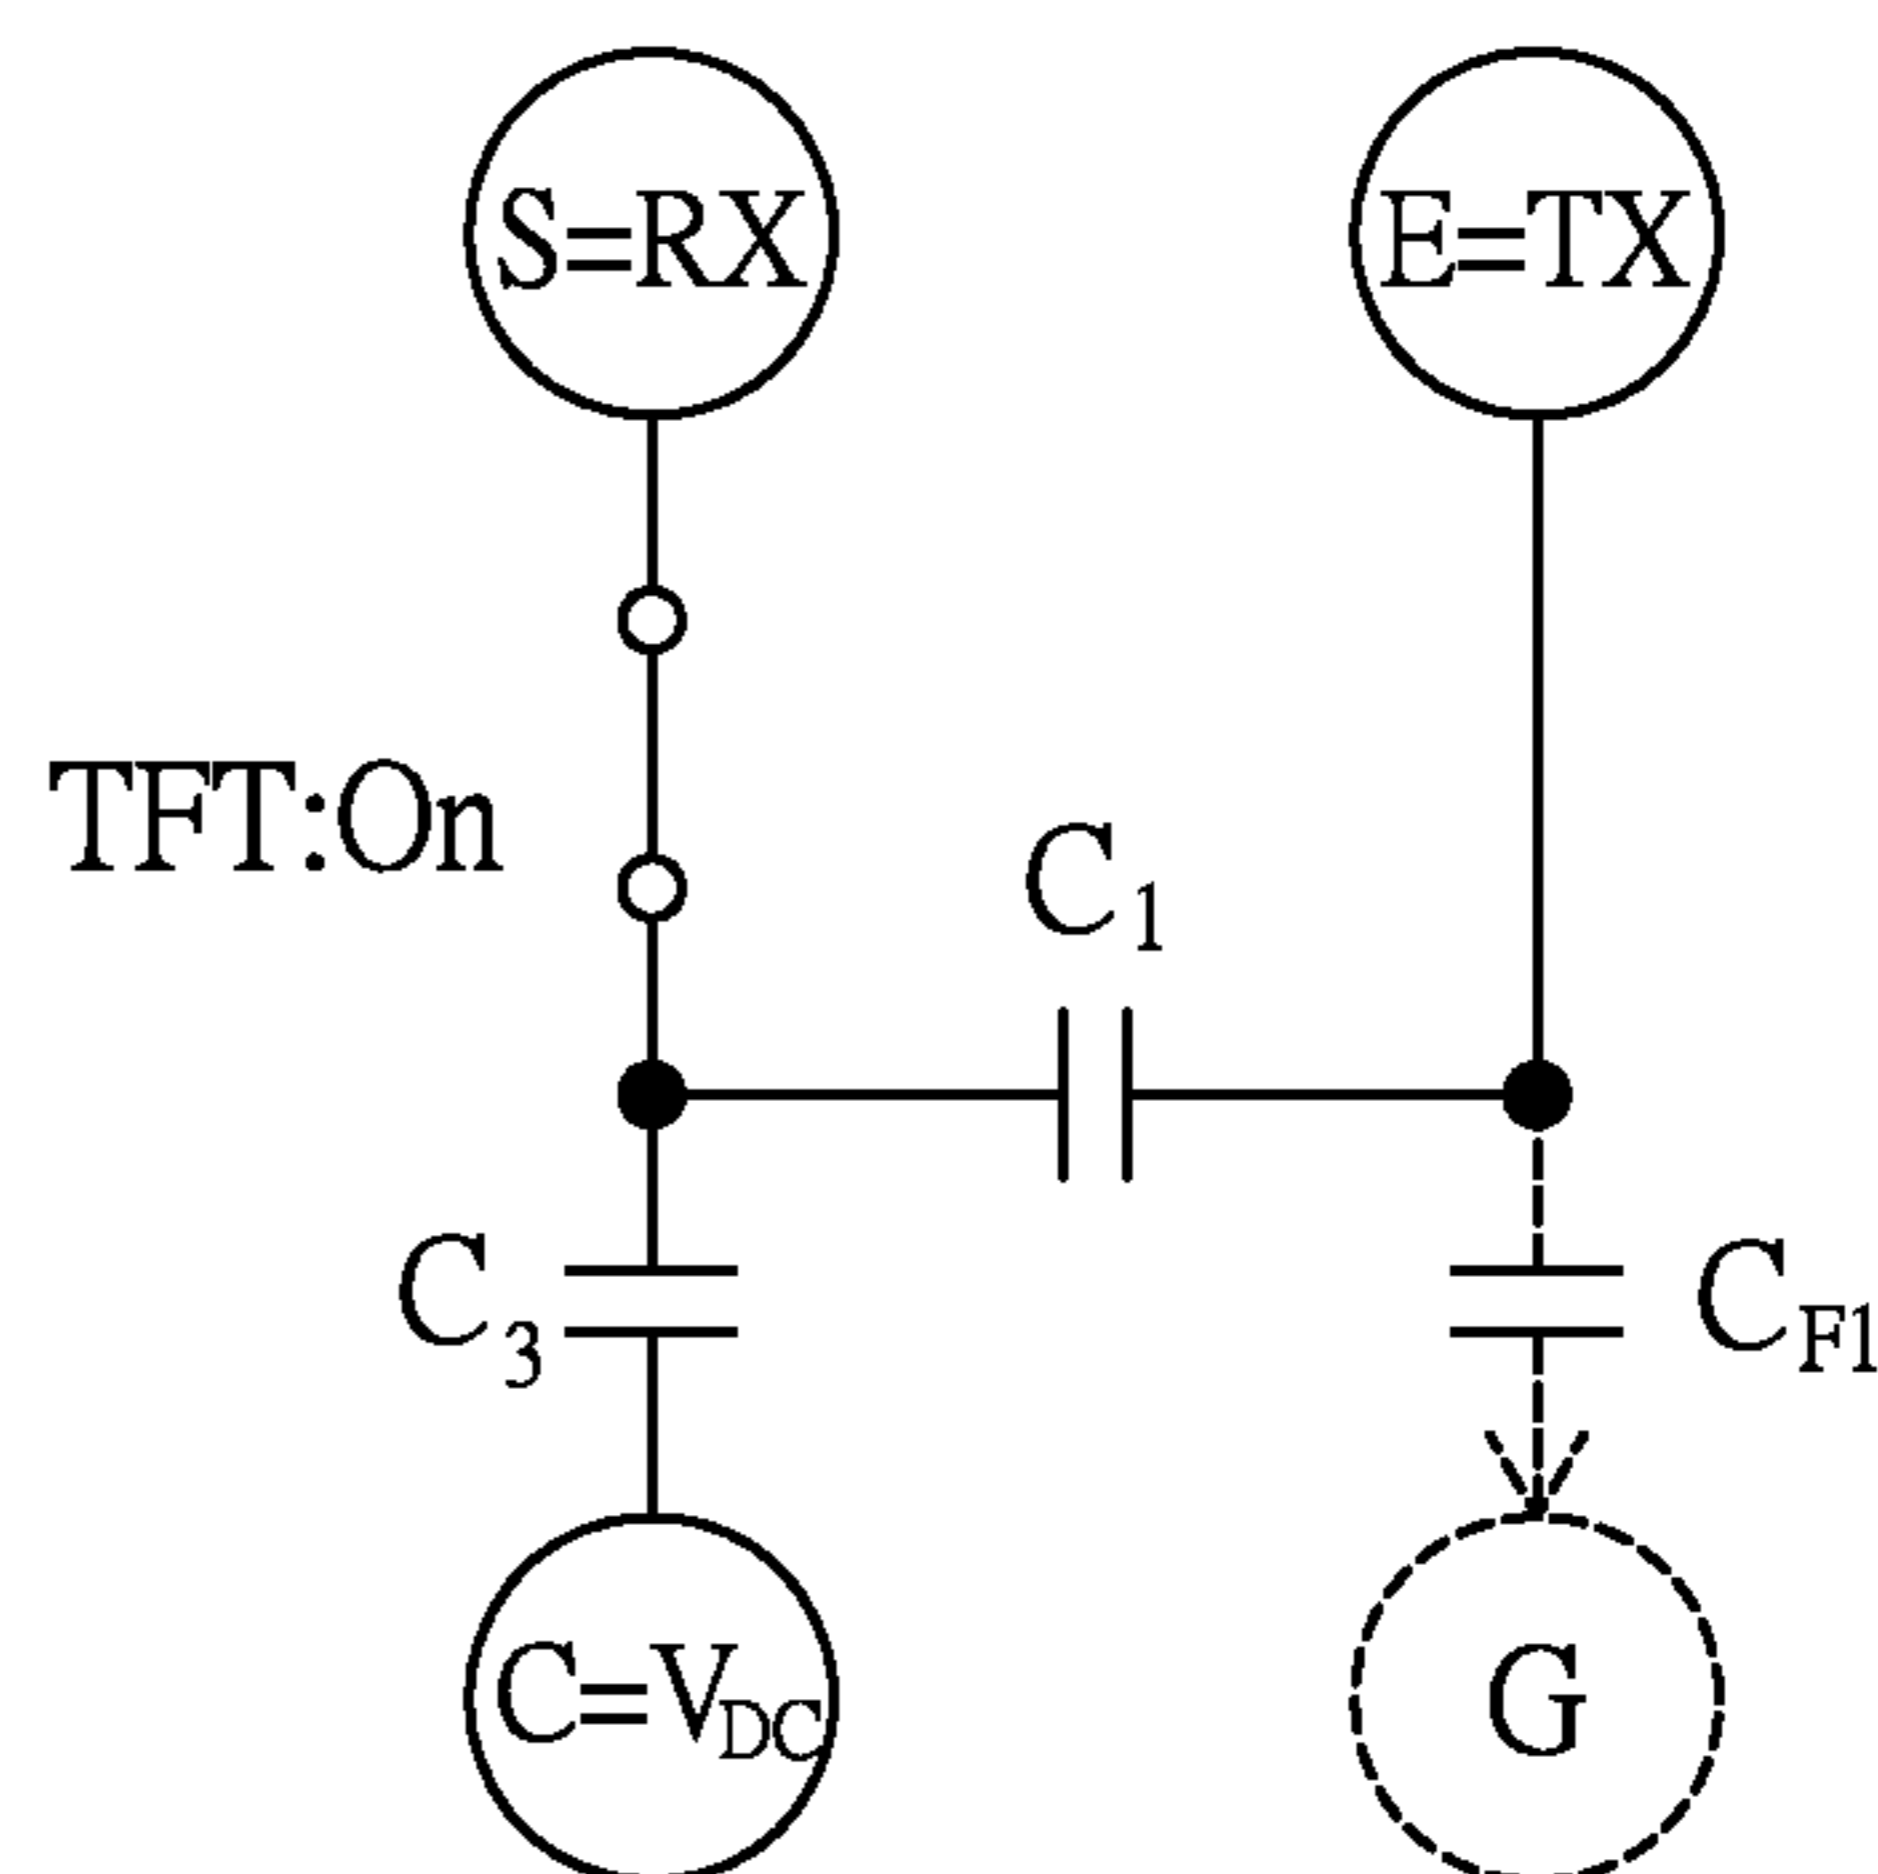 S=RX
E=TX
TFT:On
C1
C3
CF1
C=VDC
G